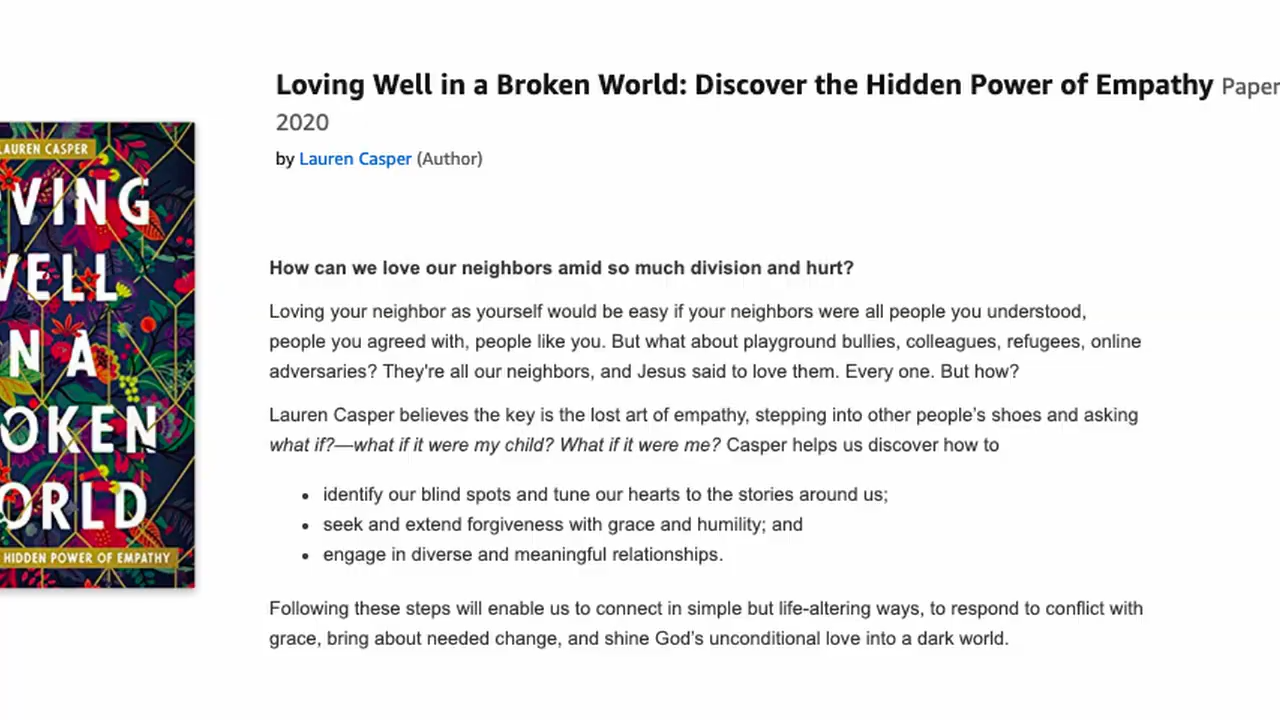 Loving Well in a Broken World: Discover the Hidden Power of Empathy Paper
2020
by Lauren Casper (Author)
LAUREN CASPER
VING
WELL
IN A
OKEN
ORLD
HIDDEN POWER OF EMPATHY
How can we love our neighbors amid so much division and hurt?
Loving your neighbor as yourself would be easy if your neighbors were all people you understood,
people you agreed with, people like you. But what about playground bullies, colleagues, refugees, online
adversaries? They're all our neighbors, and Jesus said to love them. Every one. But how?
Lauren Casper believes the key is the lost art of empathy, stepping into other people’s shoes and asking
what if?—what if it were my child? What if it were me? Casper helps us discover how to
• identify our blind spots and tune our hearts to the stories around us;
• seek and extend forgiveness with grace and humility; and
• engage in diverse and meaningful relationships.
Following these steps will enable us to connect in simple but life-altering ways, to respond to conflict with
grace, bring about needed change, and shine God’s unconditional love into a dark world.